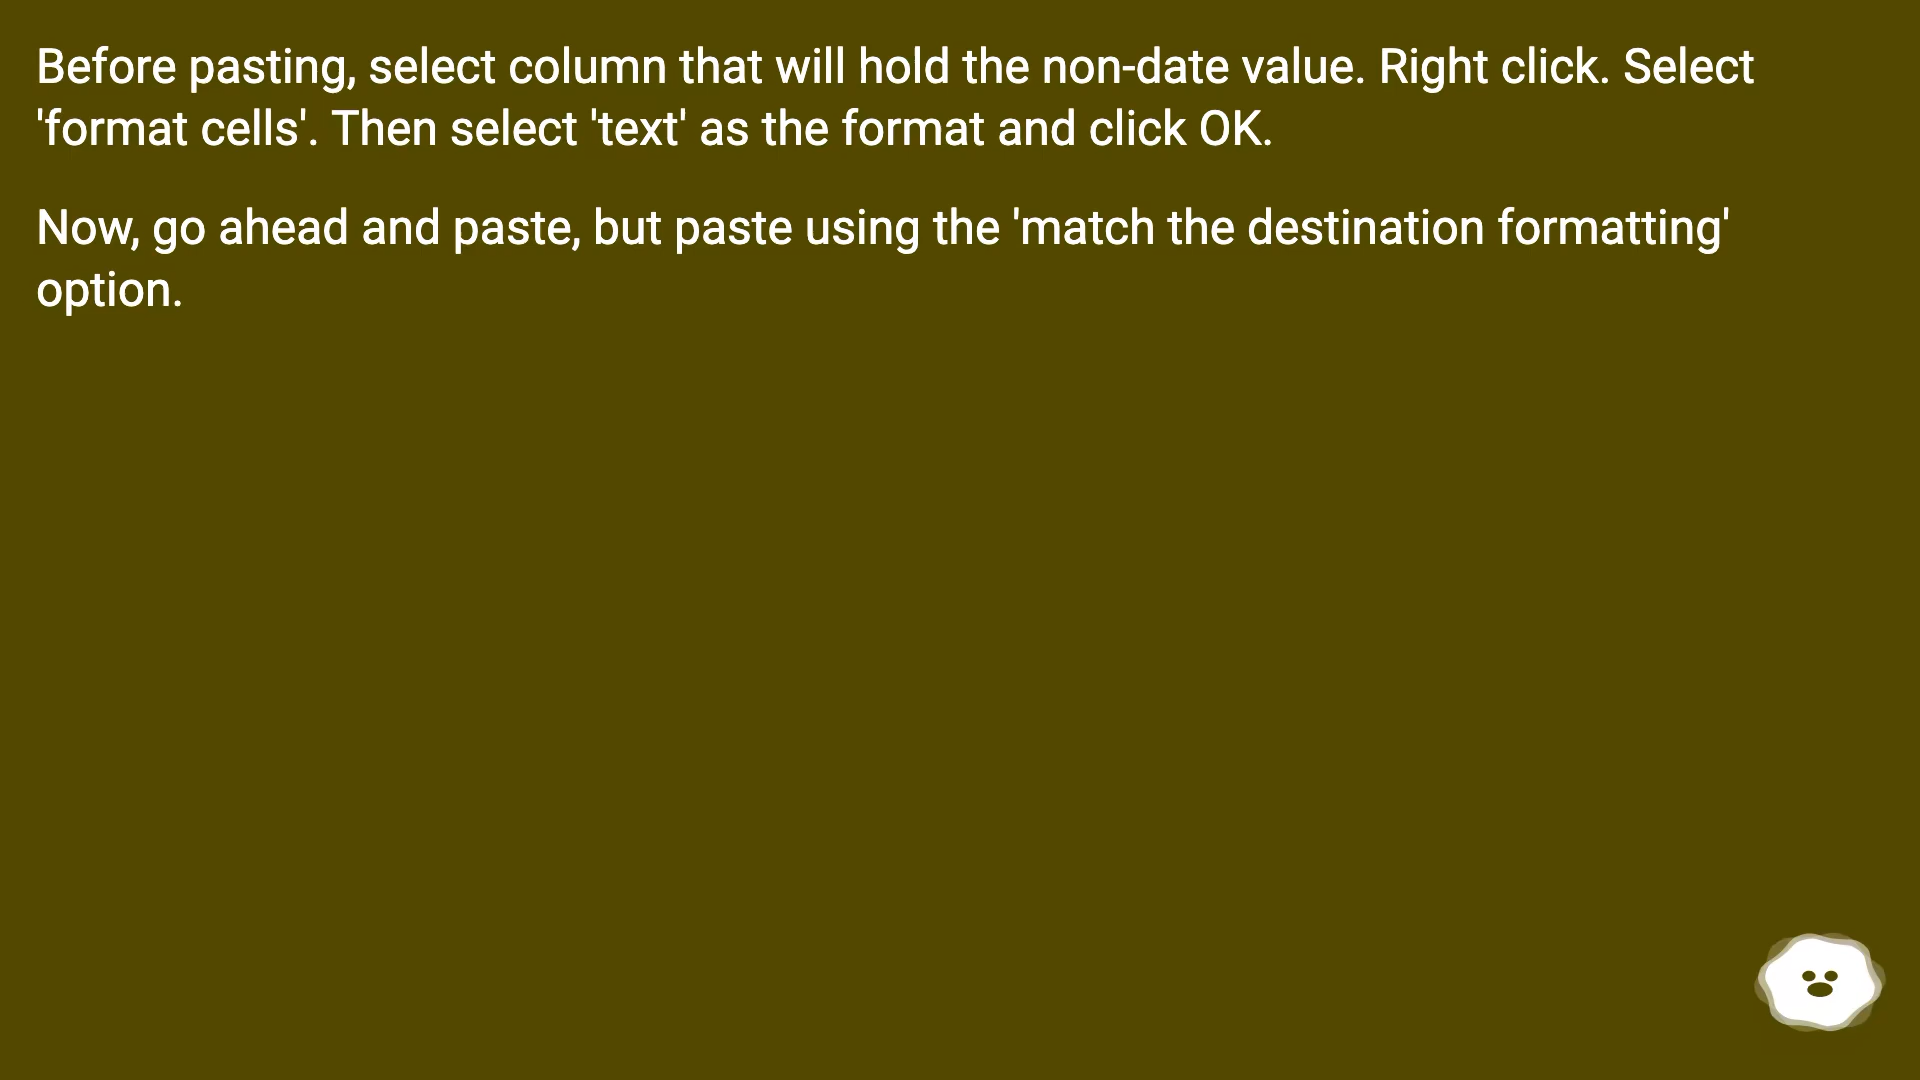 Before pasting, select column that will hold the non-date value. Right click. Select
'format cells'. Then select 'text' as the format and click OK.
Now, go ahead and paste, but paste using the 'match the destination formatting'
option.